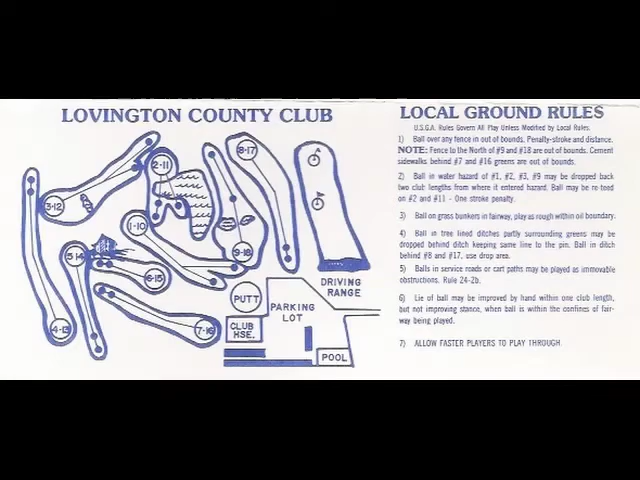 LOVINGTON COUNTY CLUB
8-17
2-11
3-12
1-10
9-18
5-14
6-15
4-13
7-16
PUTT
PARKING
LOT
CLUB
HSE.
POOL
DRIVING
RANGE
LOCAL GROUND RULES
U.S.G.A. Rules Govern All Play Unless Modified by Local Rules.
1) Ball over any fence in out of bounds. Penalty-stroke and distance.
NOTE: Fence to the North of #9 and #18 are out of bounds. Cement
sidewalks behind #7 and #16 greens are out of bounds.
2) Ball in water hazard of #1, #2, #3, #9 may be dropped back
two club lengths from where it entered hazard. Ball may be re-teed
on #2 and #11 - One stroke penalty.
3) Ball on grass bunkers in fairway, play as rough within oil boundary.
4) Ball in tree lined ditches partly surrounding greens may be
dropped behind ditch keeping same line to the pin. Ball in ditch
behind #8 and #17, use drop area.
5) Balls in service roads or cart paths may be played as immovable
obstructions. Rule 24-2b.
6) Lie of ball may be improved by hand within one club length,
but not improving stance, when ball is within the confines of fair-
way being played.
7) ALLOW FASTER PLAYERS TO PLAY THROUGH